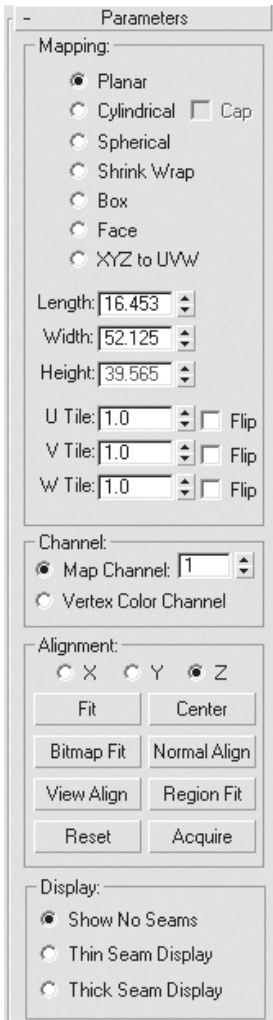 - Parameters
Mapping:
Planar
Cylindrical Cap
Spherical
Shrink Wrap
Box
Face
XYZ to UVW
Length: 16.453
Width: 52.125
Height: 39.565
U Tile: 1.0 Flip
V Tile: 1.0 Flip
W Tile: 1.0 Flip
Channel:
Map Channel: 1
Vertex Color Channel
Alignment:
X Y Z
Fit Center
Bitmap Fit Normal Align
View Align Region Fit
Reset Acquire
Display:
Show No Seams
Thin Seam Display
Thick Seam Display